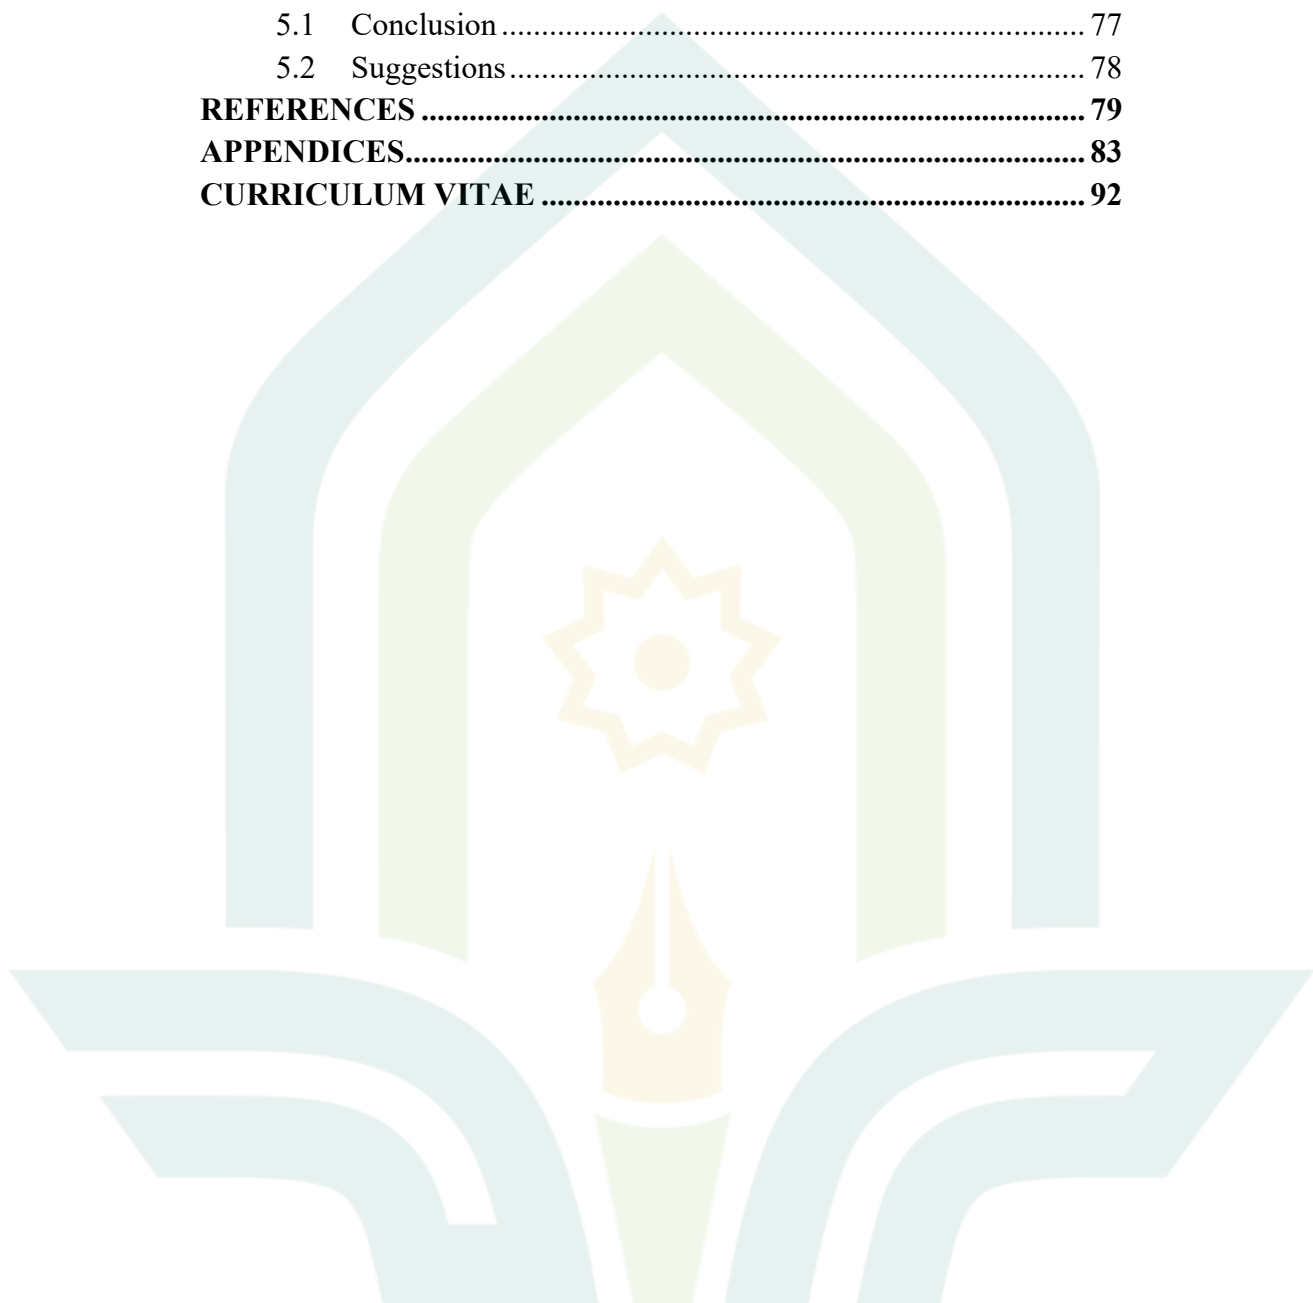 5.1 Conclusion ........................................................................ 77
5.2 Suggestions ....................................................................... 78
REFERENCES ................................................................................... 79
APPENDICES..................................................................................... 83
CURRICULUM VITAE .................................................................... 92